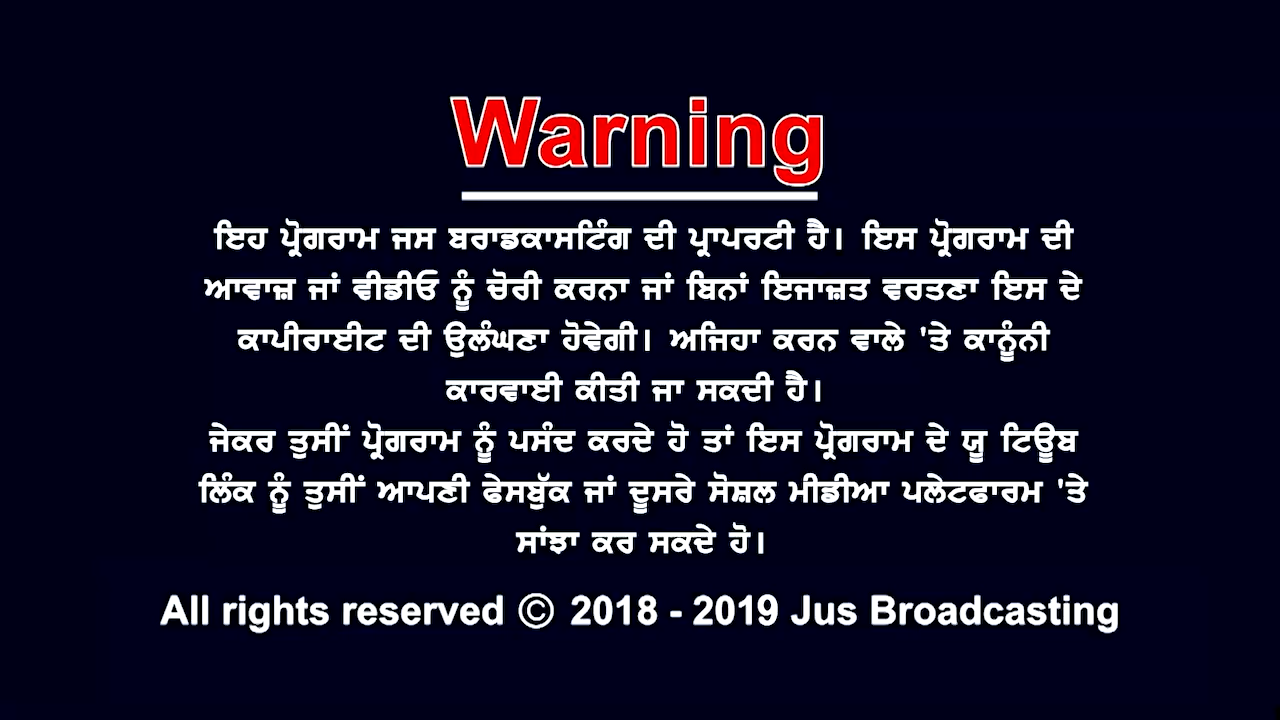 Warning
ਇਹ ਪ੍ਰੋਗਰਾਮ ਜਸ ਬਰਾਡਕਾਸਟਿੰਗ ਦੀ ਪ੍ਰਾਪਰਟੀ ਹੈ। ਇਸ ਪ੍ਰੋਗਰਾਮ ਦੀ
ਆਵਾਜ਼ ਜਾਂ ਵੀਡੀਓ ਨੂੰ ਚੋਰੀ ਕਰਨਾ ਜਾਂ ਬਿਨਾਂ ਇਜਾਜ਼ਤ ਵਰਤਣਾ ਇਸ ਦੇ
ਕਾਪੀਰਾਈਟ ਦੀ ਉਲੰਘਣਾ ਹੋਵੇਗੀ। ਅਜਿਹਾ ਕਰਨ ਵਾਲੇ 'ਤੇ ਕਾਨੂੰਨੀ
ਕਾਰਵਾਈ ਕੀਤੀ ਜਾ ਸਕਦੀ ਹੈ।
ਜੇਕਰ ਤੁਸੀਂ ਪ੍ਰੋਗਰਾਮ ਨੂੰ ਪਸੰਦ ਕਰਦੇ ਹੋ ਤਾਂ ਇਸ ਪ੍ਰੋਗਰਾਮ ਦੇ ਯੂ ਟਿਊਬ
ਲਿੰਕ ਨੂੰ ਤੁਸੀਂ ਆਪਣੀ ਫੇਸਬੁੱਕ ਜਾਂ ਦੂਸਰੇ ਸੋਸ਼ਲ ਮੀਡੀਆ ਪਲੇਟਫਾਰਮ 'ਤੇ
ਸਾਂਝਾ ਕਰ ਸਕਦੇ ਹੋ।
All rights reserved © 2018 - 2019 Jus Broadcasting